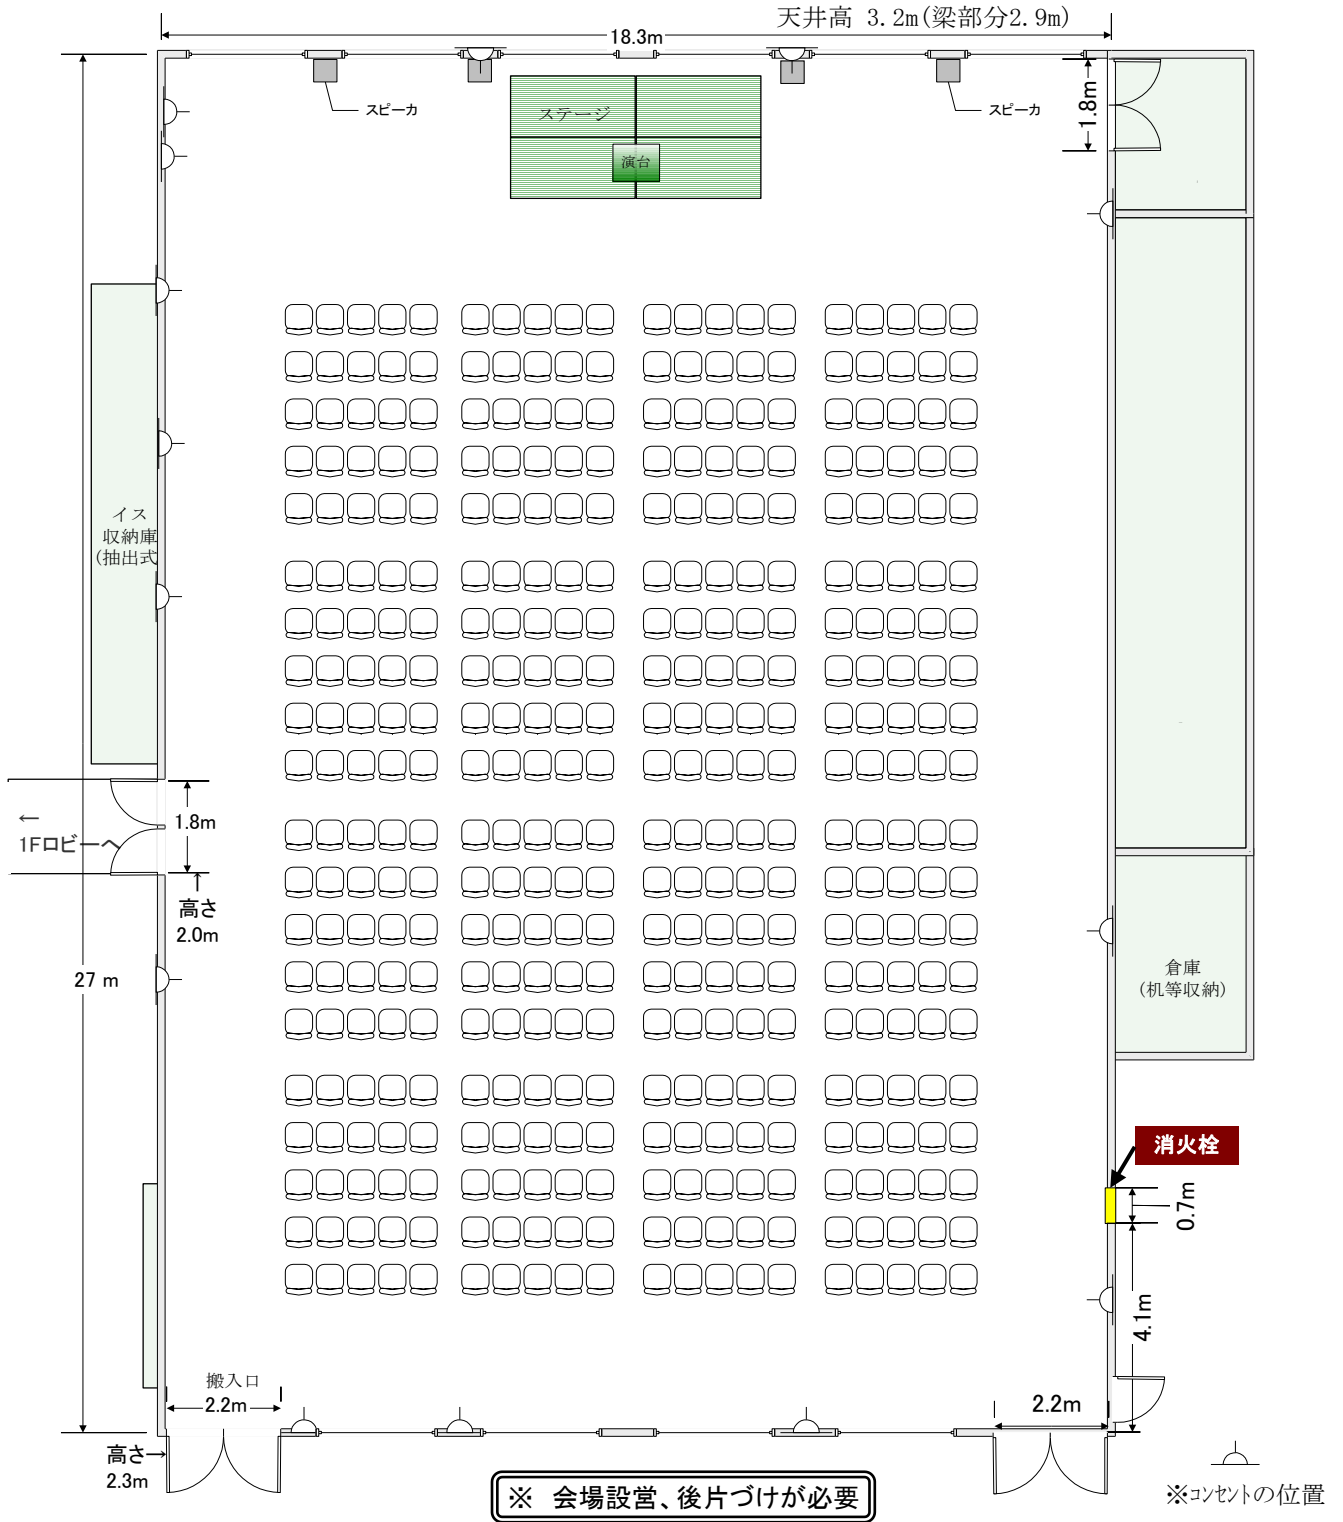 天井高 3.2m(梁部分2.9m)
18.3m
スピーカ
ステージ
演台
スピーカ
1.8m
イス
収納庫
(抽出式
←
1Fロビーへ
1.8m
高さ
2.0m
27 m
倉庫
(机等収納)
消火栓
0.7m
4.1m
搬入口
2.2m
2.2m
高さ→
2.3m
※ 会場設営、後片づけが必要
※コンセントの位置